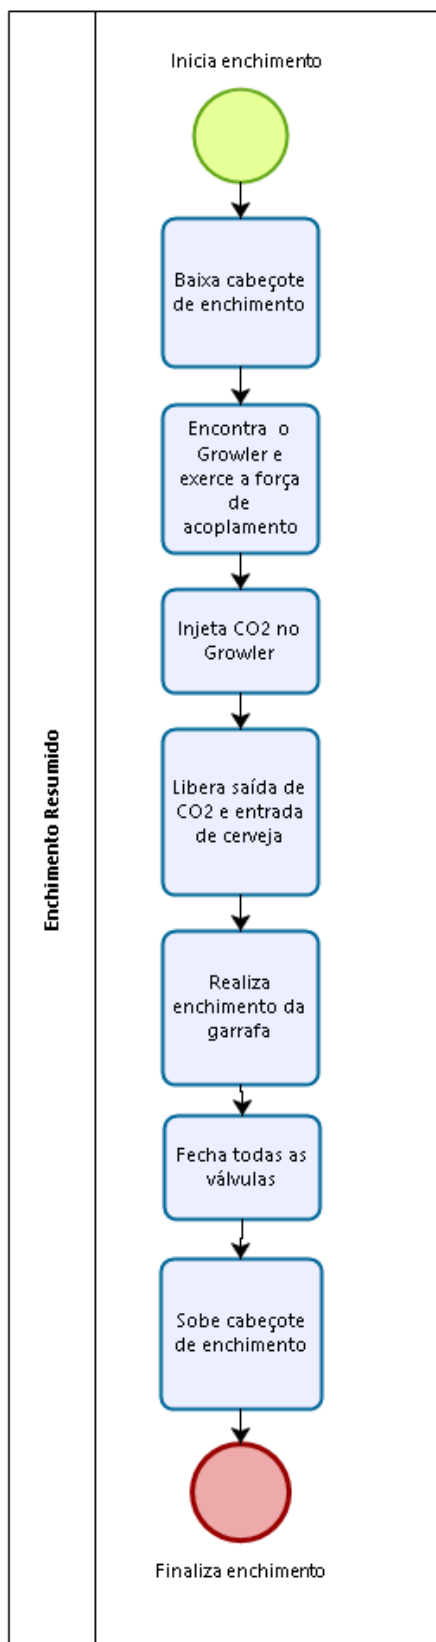 Inicia enchimento
Baixa cabeçote
de enchimento
Encontra o
Growler e
exerce a força
de
acoplamento
Injeta CO2 no
Growler
Libera saída de
CO2 e entrada
de cerveja
Realiza
enchimento da
garrafa
Fecha todas as
válvulas
Sobe cabeçote
de enchimento
Finaliza enchimento
Enchimento Resumido